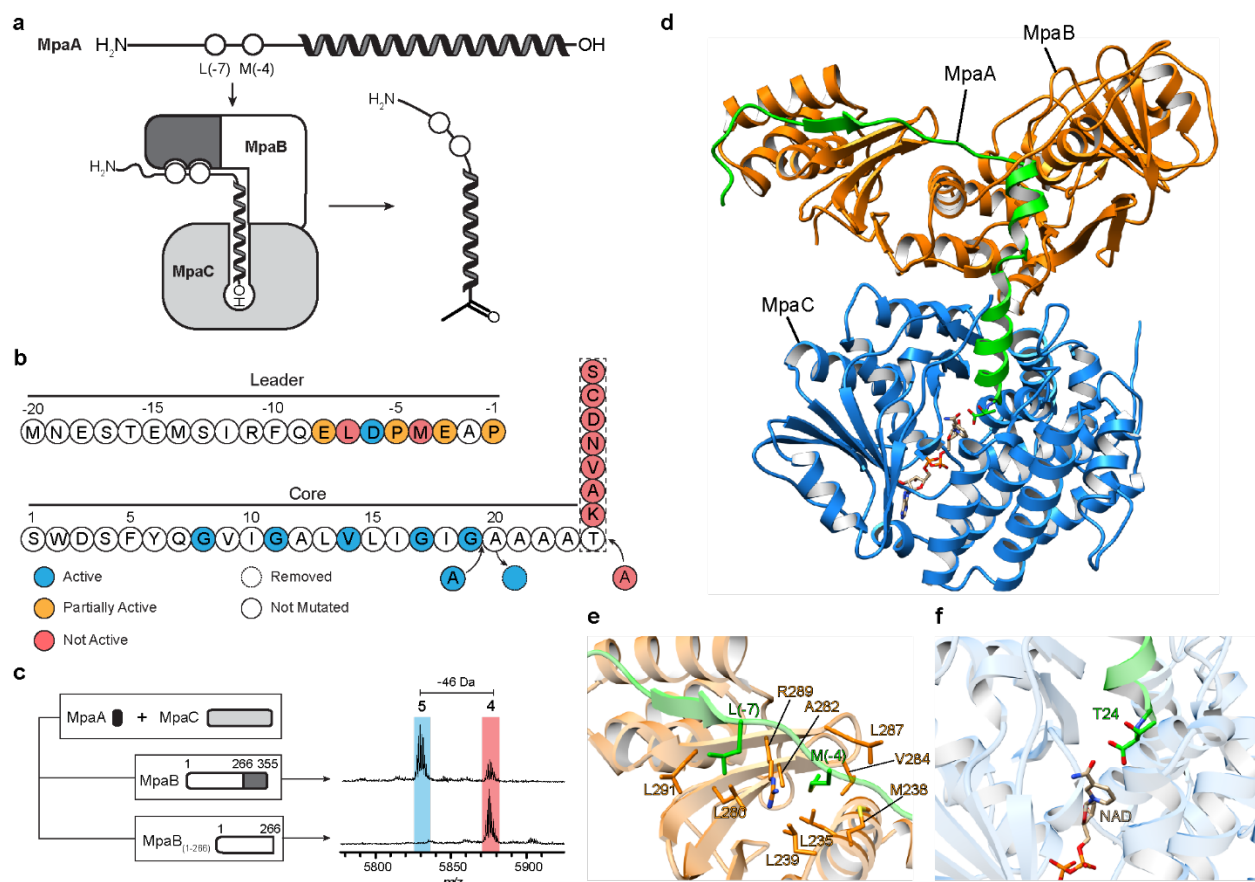 a
MpaA H₂N OH
L(-7) M(-4)
MpaB
H₂N
MpaC
HO
H₂N
O
b
Leader
-20 -15 -10 -5 -1
M N E S T E M S I R F Q E L D P M E A P
S
C
D
N
V
A
K
Core
1 5 10 15 20
S W D S F Y Q G V I G A L V L I G I G A A A A T
A A
Active Removed
Partially Active Not Mutated
Not Active
c
MpaA + MpaC
1 266 355
MpaB
1 266
MpaB(1-266)
-46 Da
5 4
5800 5850 5900
m/z
d
MpaB
MpaA
MpaC
e
R289
L(-7) A282
L287
M(-4)
V284
L291
M238
L280
L235
L239
f
T24
NAD